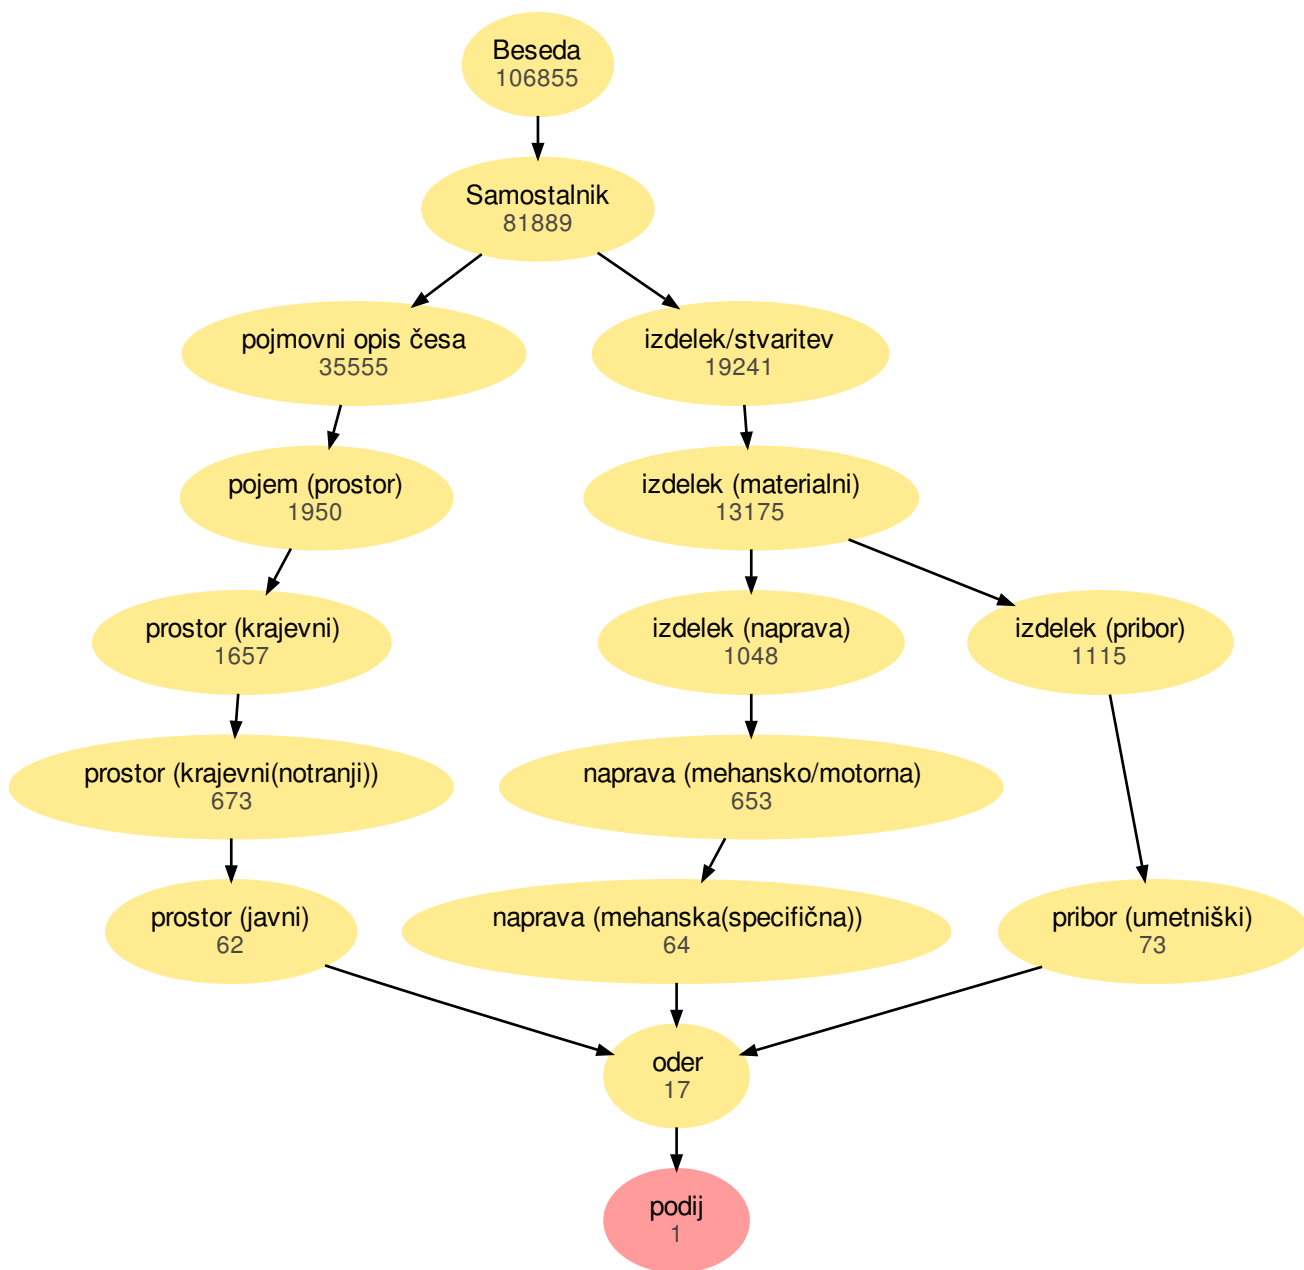 Beseda
106855
Samostalnik
81889
pojmovni opis česa
35555
izdelek/stvaritev
19241
pojem (prostor)
1950
izdelek (materialni)
13175
prostor (krajevni)
1657
izdelek (naprava)
1048
izdelek (pribor)
1115
prostor (krajevni(notranji))
673
naprava (mehansko/motorna)
653
prostor (javni)
62
naprava (mehanska(specifična))
64
pribor (umetniški)
73
oder
17
podij
1